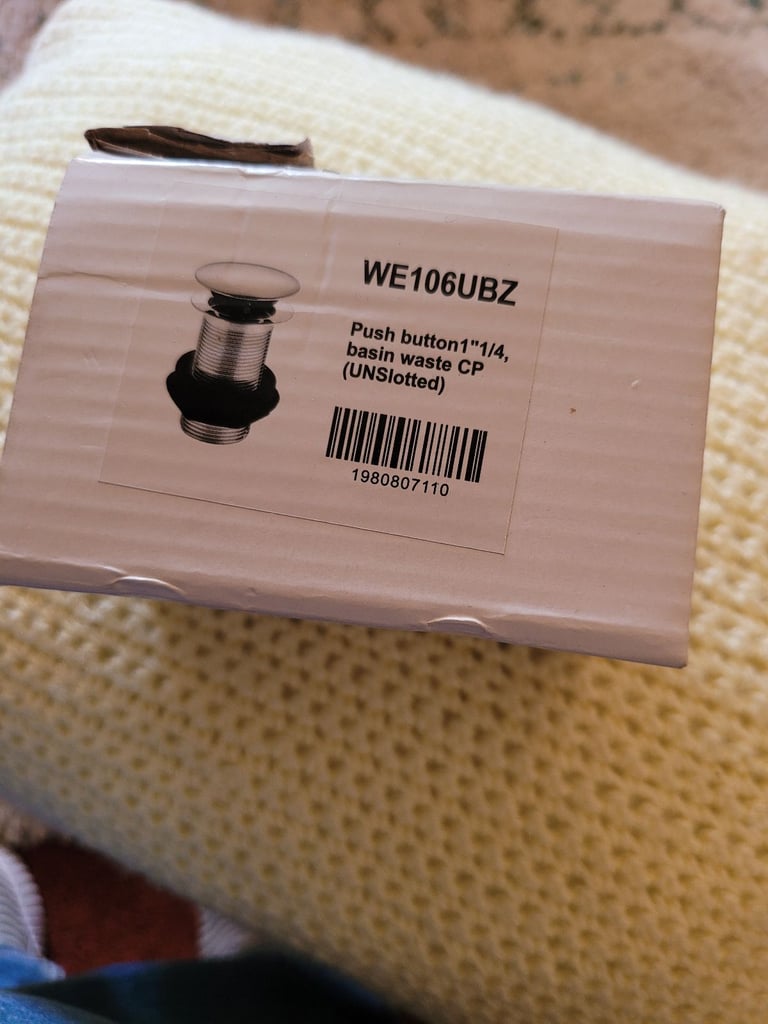 WE106UBZ
Push button1"1/4,
basin waste CP
(UNSlotted)
1980807110